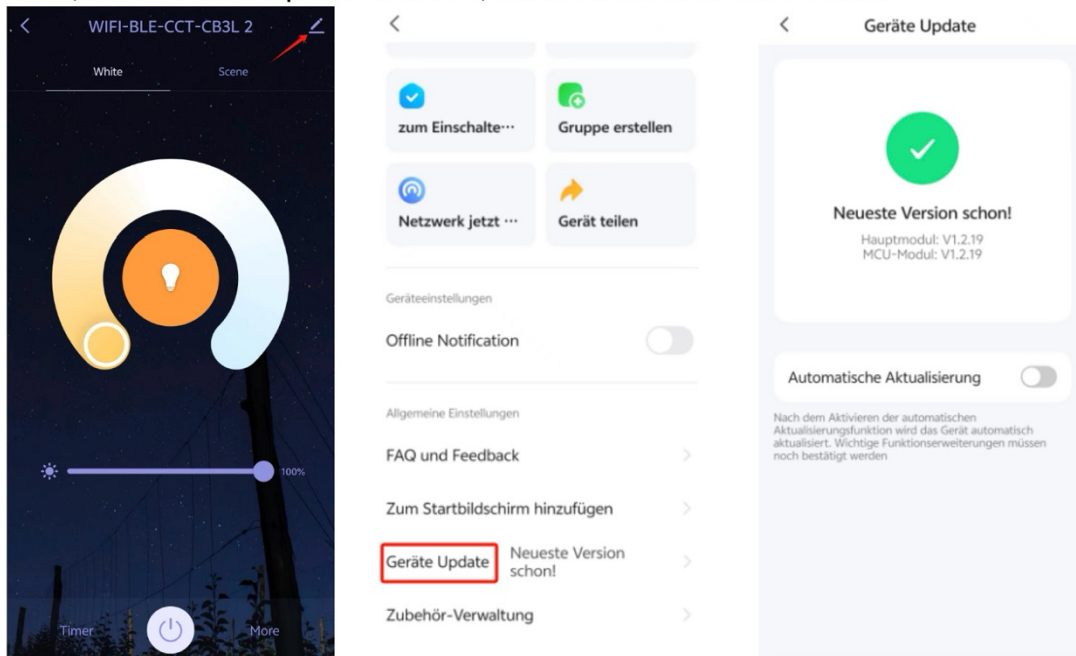 WIFI-BLE-CCT-CB3L 2
White
Scene
100%
Timer
More
zum Einschalte···
Gruppe erstellen
Netzwerk jetzt ···
Gerät teilen
Geräteeinstellungen
Offline Notification
Allgemeine Einstellungen
FAQ und Feedback
Zum Startbildschirm hinzufügen
Geräte Update
Neueste Version
schon!
Zubehör-Verwaltung
Geräte Update
Neueste Version schon!
Hauptmodul: V1.2.19
MCU-Modul: V1.2.19
Automatische Aktualisierung
Nach dem Aktivieren der automatischen
Aktualisierungsfunktion wird das Gerät automatisch
aktualisiert. Wichtige Funktionserweiterungen müssen
noch bestätigt werden